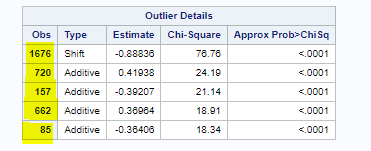 Outlier Details
Obs Type Estimate Chi-Square Approx Prob>ChiSq
1676 Shift -0.88836 76.76 <.0001
720 Additive 0.41938 24.19 <.0001
157 Additive -0.39207 21.14 <.0001
662 Additive 0.36964 18.91 <.0001
85 Additive -0.36406 18.34 <.0001